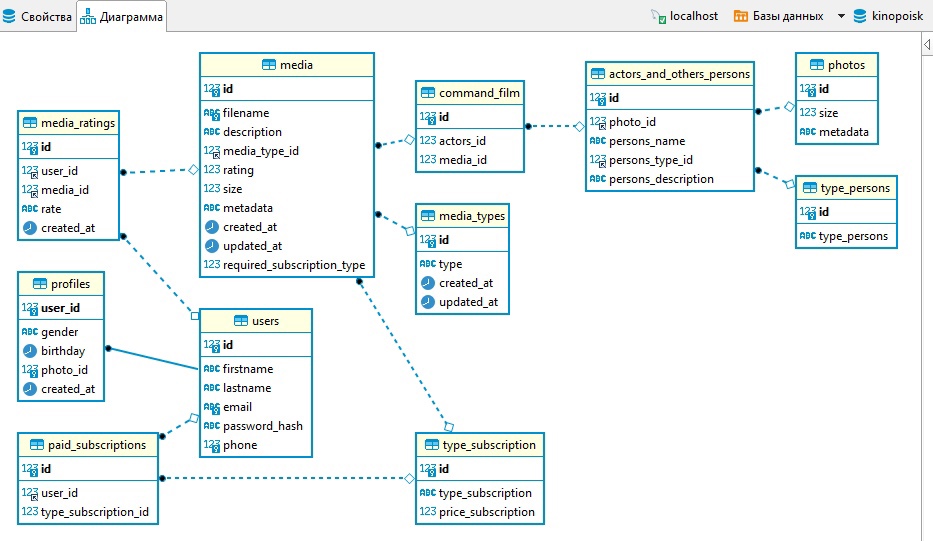 Свойства
Диаграмма
localhost
Базы данных
kinopoisk
media
123 id
ABC filename
ABC description
123 media_type_id
123 rating
123 size
ABC metadata
created_at
updated_at
123 required_subscription_type
command_film
123 id
123 actors_id
123 media_id
actors_and_others_persons
123 id
123 photo_id
ABC persons_name
123 persons_type_id
ABC persons_description
photos
123 id
123 size
ABC metadata
media_ratings
123 id
123 user_id
123 media_id
ABC rate
created_at
type_persons
123 id
ABC type_persons
media_types
123 id
ABC type
created_at
updated_at
profiles
123 user_id
ABC gender
birthday
123 photo_id
created_at
users
123 id
ABC firstname
ABC lastname
ABC email
ABC password_hash
123 phone
paid_subscriptions
123 id
123 user_id
123 type_subscription_id
type_subscription
123 id
ABC type_subscription
123 price_subscription